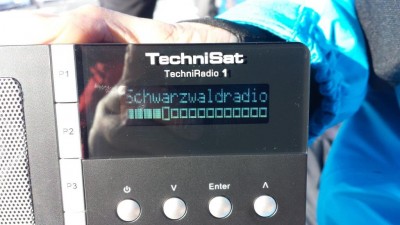 TechniSat
TechniRadio 1
P1
Schwarzwaldradio
P2
P3
V
Enter
Λ